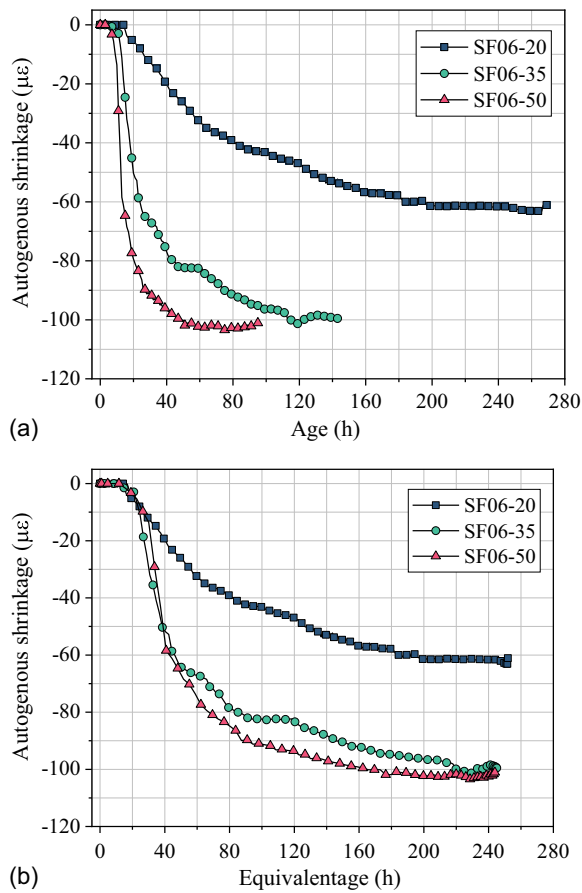 0
-20
-40
-60
-80
-100
-120
Autogenous shrinkage (με)
SF06-20
SF06-35
SF06-50
0 40 80 120 160 200 240 280
(a)
Age (h)
0
-20
-40
-60
-80
-100
-120
Autogenous shrinkage (με)
SF06-20
SF06-35
SF06-50
0 40 80 120 160 200 240 280
(b)
Equivalentage (h)